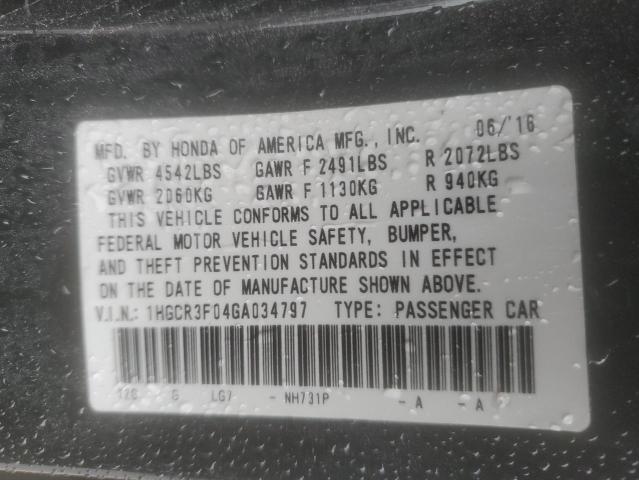 MFD. BY HONDA OF AMERICA MFG., INC. 06/'16
GVWR 4542LBS GAWR F 2491LBS R 2072LBS
GVWR 2060KG GAWR F 1130KG R 940KG
THIS VEHICLE CONFORMS TO ALL APPLICABLE
FEDERAL MOTOR VEHICLE SAFETY, BUMPER,
AND THEFT PREVENTION STANDARDS IN EFFECT
ON THE DATE OF MANUFACTURE SHOWN ABOVE.
V.I.N.: 1HGCR3F04GA034797 TYPE: PASSENGER CAR
G LG7 - NH731P - A - A